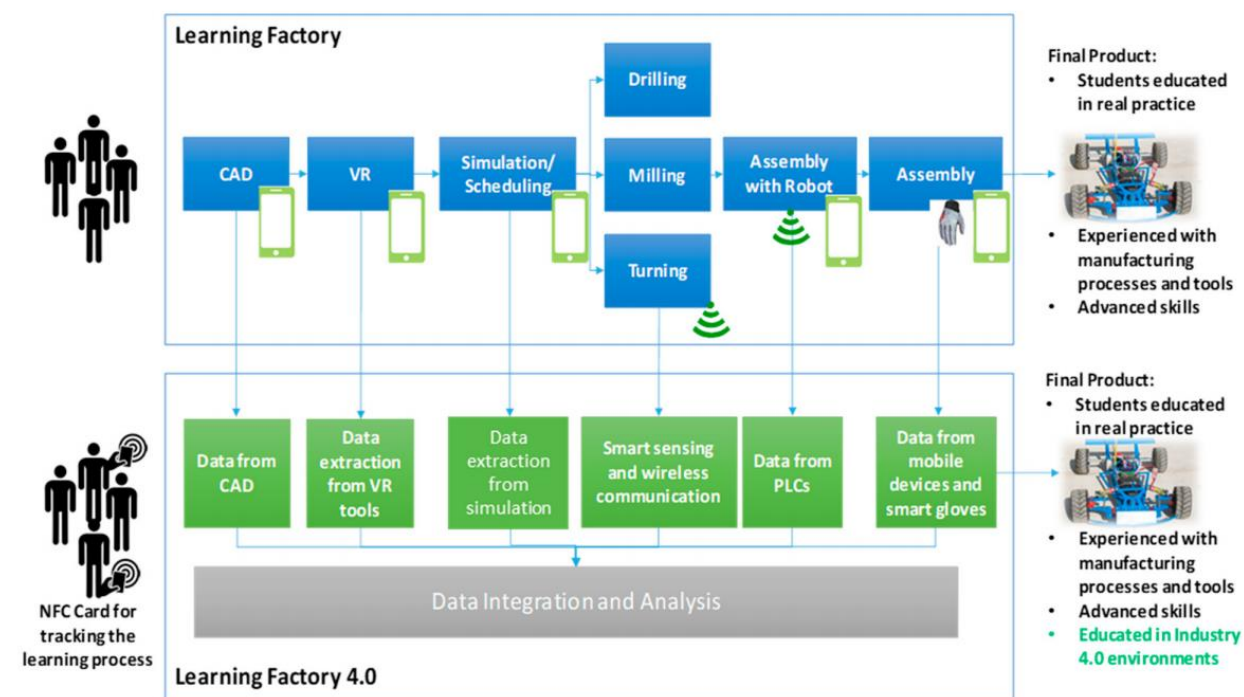 Learning Factory
Drilling
CAD
VR
Simulation/
Scheduling
Milling
Assembly
with Robot
Assembly
Turning
Final Product:
• Students educated
in real practice
• Experienced with
manufacturing
processes and tools
• Advanced skills
Data from
CAD
Data
extraction
from VR
tools
Data
extraction
from
simulation
Smart sensing
and wireless
communication
Data from
PLCs
Data from
mobile
devices and
smart gloves
Data Integration and Analysis
Learning Factory 4.0
NFC Card for
tracking the
learning process
Final Product:
• Students educated
in real practice
• Experienced with
manufacturing
processes and tools
• Advanced skills
• Educated in Industry
4.0 environments